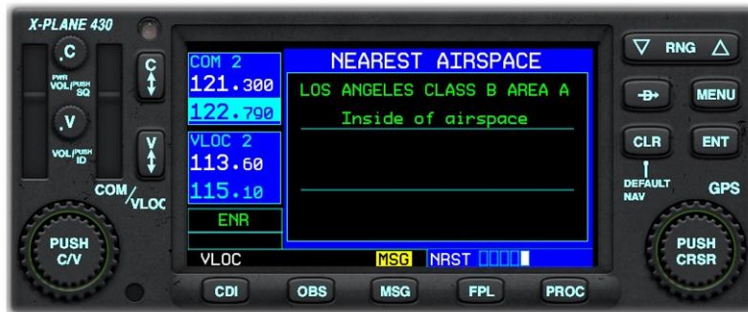 X-PLANE 430
.C
PWR
VOL/PUSH
SQ
C
.V
VOL/PUSH
ID
V
COM/VLOC
PUSH
C/V
COM 2
121.300
122.790
VLOC 2
113.60
115.10
ENR
VLOC
NEAREST AIRSPACE
LOS ANGELES CLASS B AREA A
Inside of airspace
MSG
NRST
RNG
D
MENU
CLR
ENT
DEFAULT
NAV
GPS
PUSH
CRSR
CDI
OBS
MSG
FPL
PROC